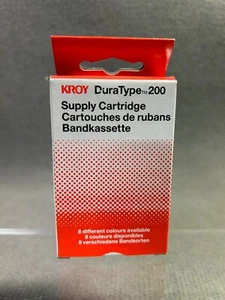 KROY DuraType™ 200
Supply Cartridge
Cartouches de rubans
Bandkassette
8 different colours available
8 couleurs disponibles
8 verschiedene Bandsorten